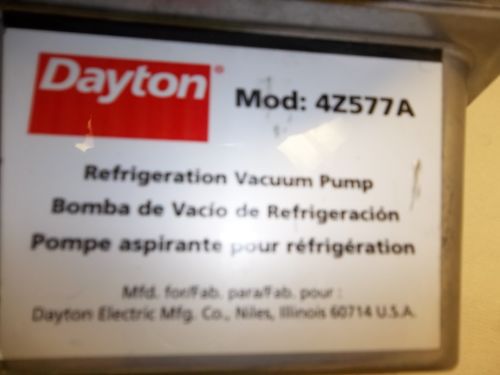 Dayton®
Mod: 4Z577A
Refrigeration Vacuum Pump
Bomba de Vacío de Refrigeración
Pompe aspirante pour réfrigération
Mfd. for/Fab. para/Fab. pour :
Dayton Electric Mfg. Co., Niles, Illinois 60714 U.S.A.